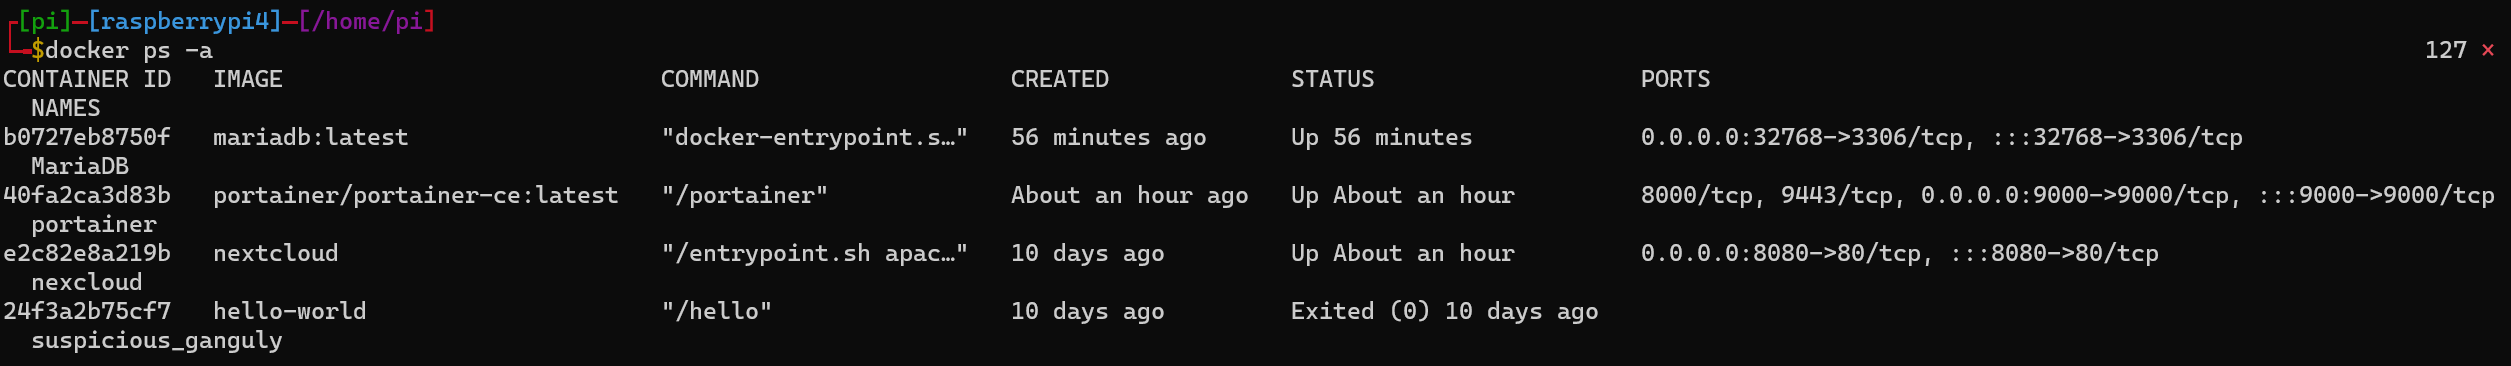 ┌[pi]─[raspberrypi4]─[/home/pi]
└─╼$docker ps -a 127 ✕
CONTAINER ID IMAGE COMMAND CREATED STATUS PORTS
NAMES
b0727eb8750f mariadb:latest "docker-entrypoint.s…" 56 minutes ago Up 56 minutes 0.0.0.0:32768->3306/tcp, :::32768->3306/tcp
MariaDB
40fa2ca3d83b portainer/portainer-ce:latest "/portainer" About an hour ago Up About an hour 8000/tcp, 9443/tcp, 0.0.0.0:9000->9000/tcp, :::9000->9000/tcp
portainer
e2c82e8a219b nextcloud "/entrypoint.sh apac…" 10 days ago Up About an hour 0.0.0.0:8080->80/tcp, :::8080->80/tcp
nexcloud
24f3a2b75cf7 hello-world "/hello" 10 days ago Exited (0) 10 days ago
suspicious_ganguly